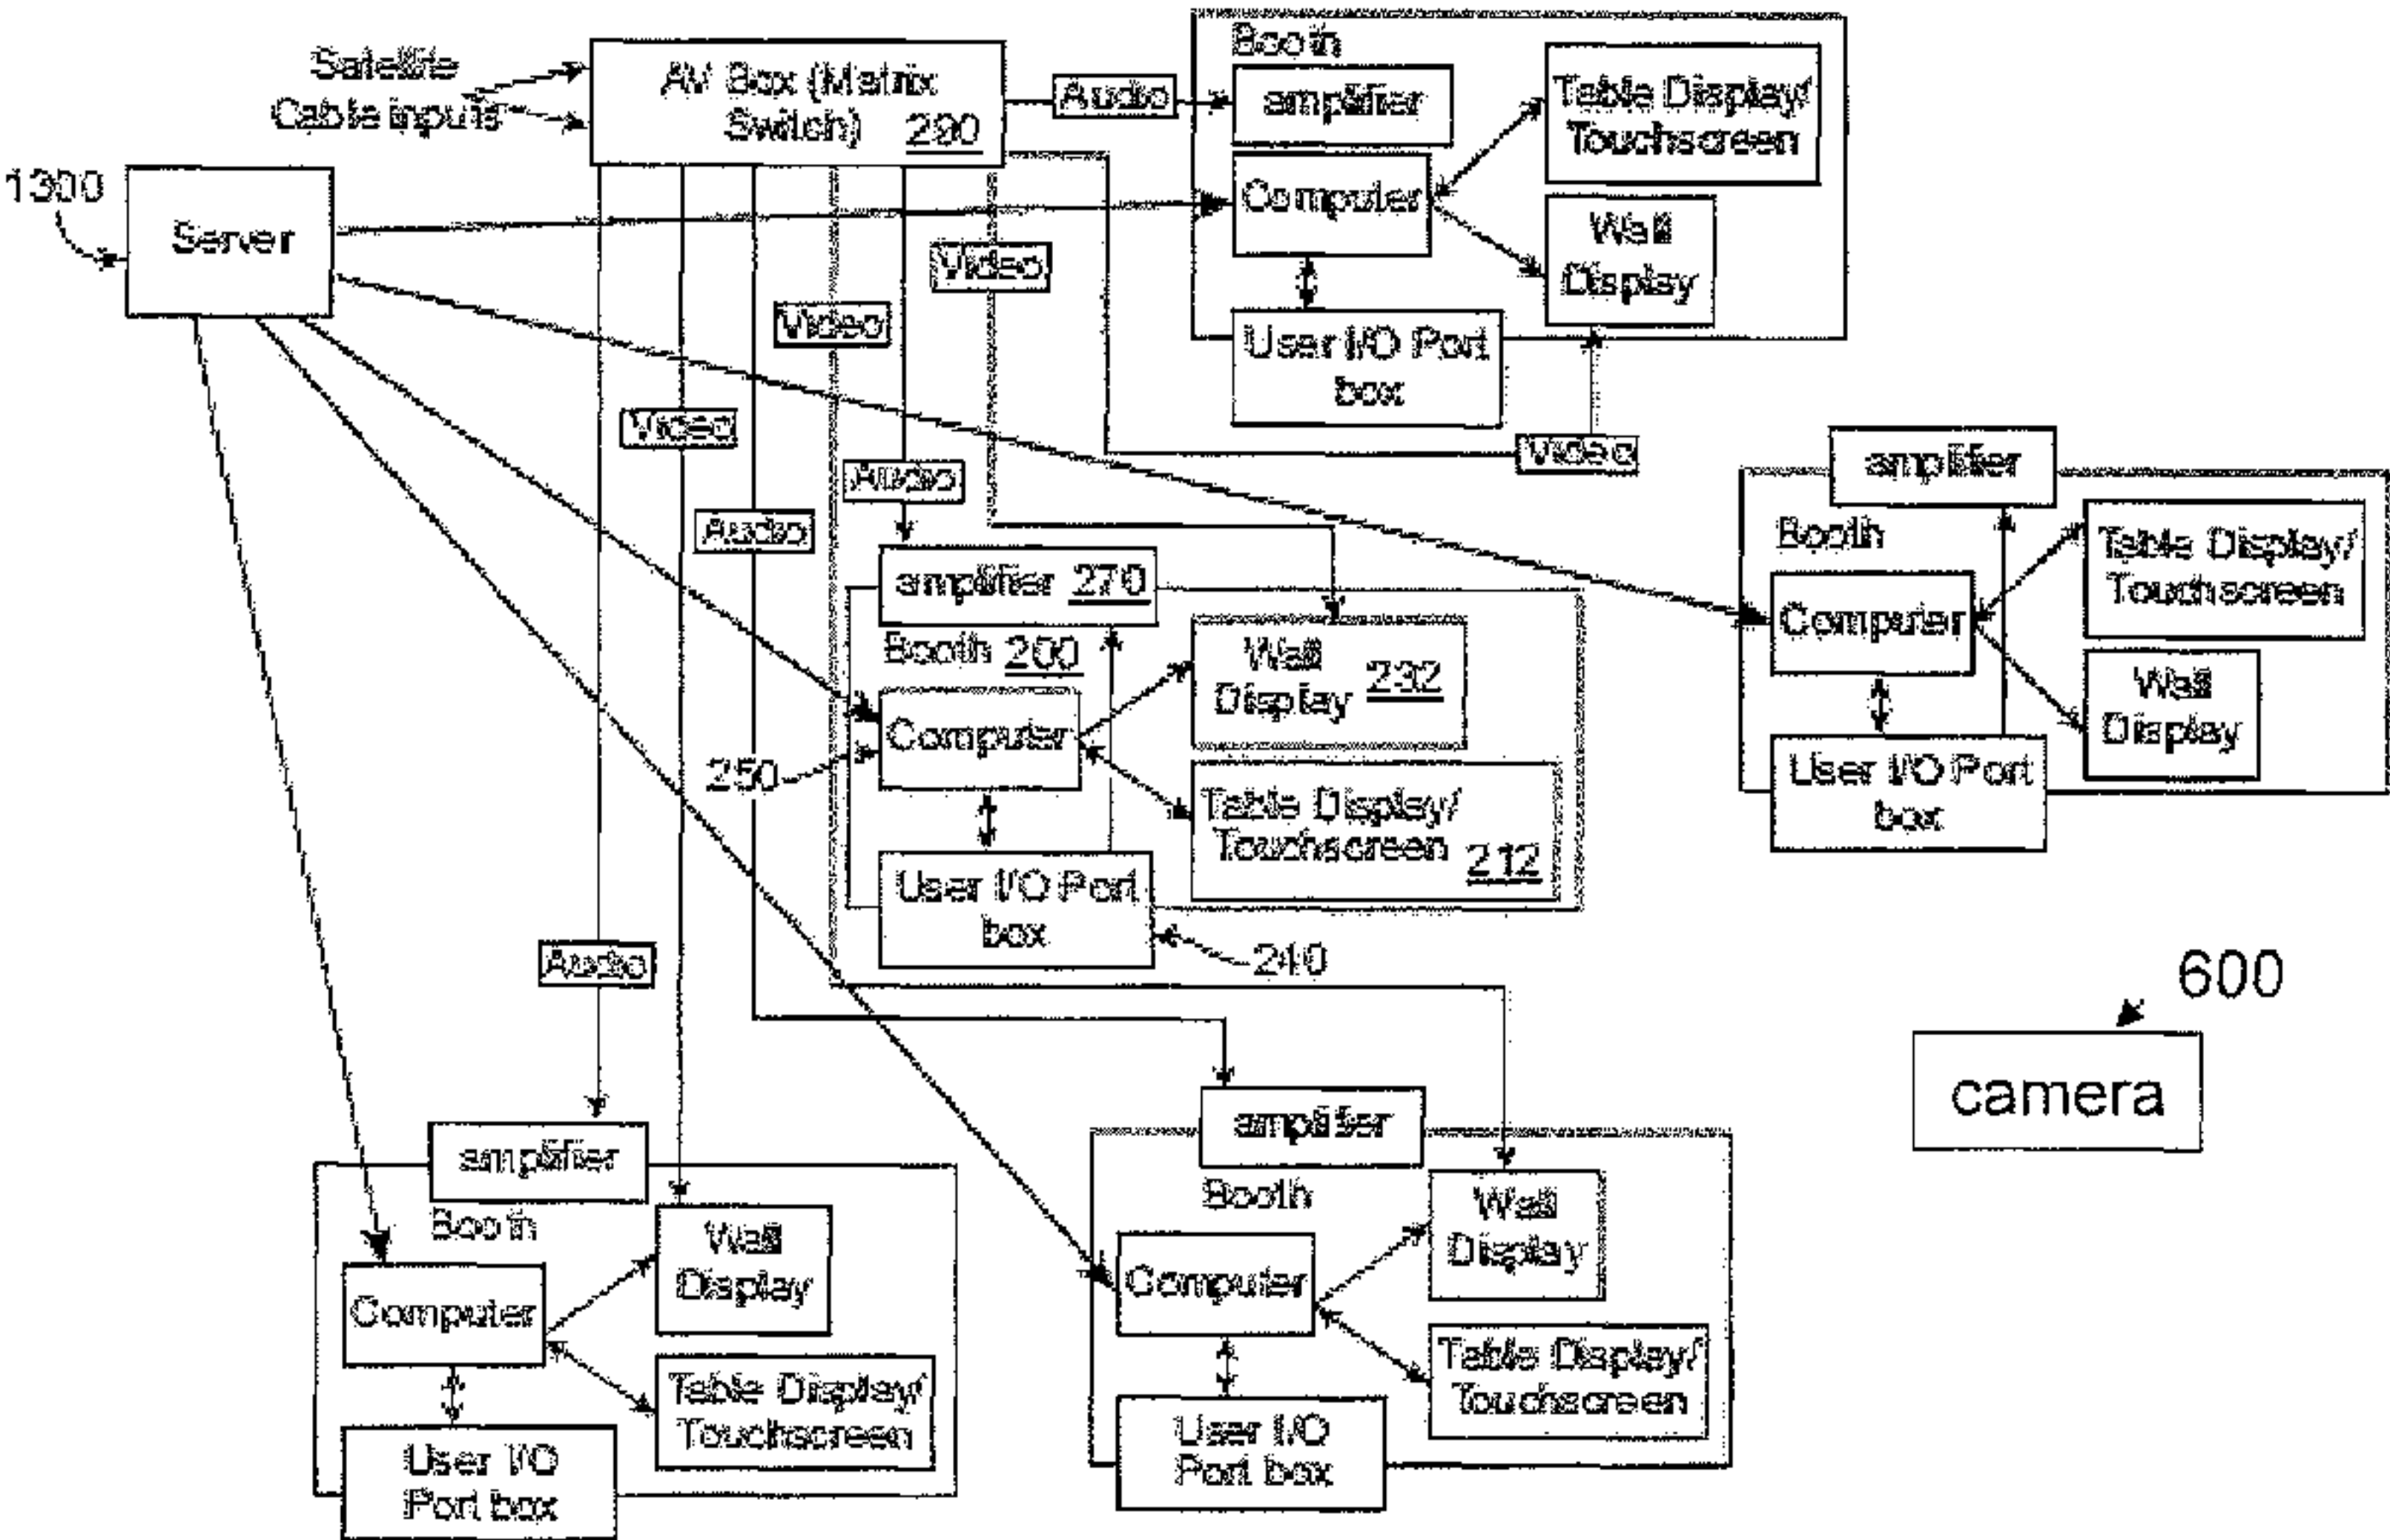 Satellite
Cable inputs
AV Box (Matrix
Switch) 290
1300
Server
Audio
Booth
amplifier
Table Display/
Touchscreen
Computer
Wall
Display
User I/O Port
box
Video
Video
Video
Video
Audio
Audio
Audio
amplifier
Booth
Table Display/
Touchscreen
Computer
Wall
Display
User I/O Port
box
amplifier 270
Booth 200
Wall
Display 232
Computer
250
Table Display/
Touchscreen 212
User I/O Port
box
240
600
camera
amplifier
Booth
Wall
Display
Computer
Table Display/
Touchscreen
User I/O
Port box
amplifier
Booth
Wall
Display
Computer
Table Display/
Touchscreen
User I/O
Port box